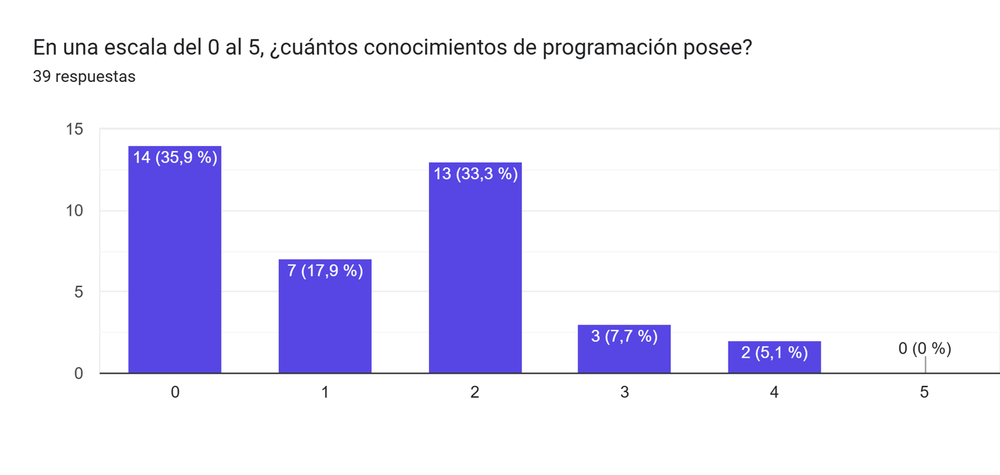 En una escala del 0 al 5, ¿cuántos conocimientos de programación posee?
39 respuestas
15
10
5
0
14 (35,9 %)
7 (17,9 %)
13 (33,3 %)
3 (7,7 %)
2 (5,1 %)
0 (0 %)
0 1 2 3 4 5